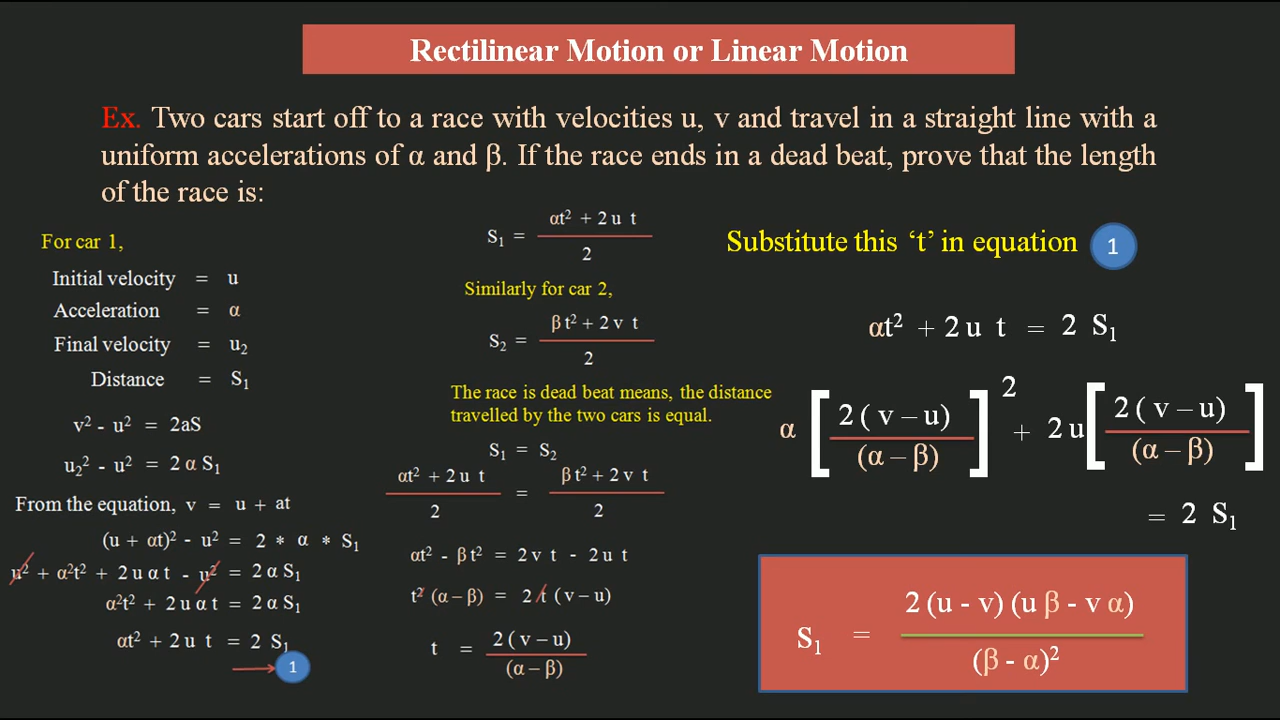 Rectilinear Motion or Linear Motion
Ex. Two cars start off to a race with velocities u, v and travel in a straight line with a
uniform accelerations of α and β. If the race ends in a dead beat, prove that the length
of the race is:
For car 1,
Initial velocity = u
Acceleration = α
Final velocity = u₂
Distance = S₁
v² - u² = 2aS
u₂² - u² = 2 α S₁
From the equation, v = u + at
(u + αt)² - u² = 2 * α * S₁
u² + α²t² + 2 u α t - u² = 2 α S₁
α²t² + 2 u α t = 2 α S₁
αt² + 2 u t = 2 S₁
1
S₁ = αt² + 2 u t
2
Similarly for car 2,
S₂ = β t² + 2 v t
2
The race is dead beat means, the distance
travelled by the two cars is equal.
S₁ = S₂
αt² + 2 u t = β t² + 2 v t
2 2
αt² - β t² = 2 v t - 2 u t
t² (α – β) = 2 t (v – u)
t = 2 ( v – u)
(α – β)
Substitute this ‘t’ in equation 1
αt² + 2 u t = 2 S₁
α [ 2 ( v – u) ]² + 2 u [ 2 ( v – u) ]
(α – β) (α – β)
= 2 S₁
S₁ = 2 (u - v) (u β - v α)
(β - α)²